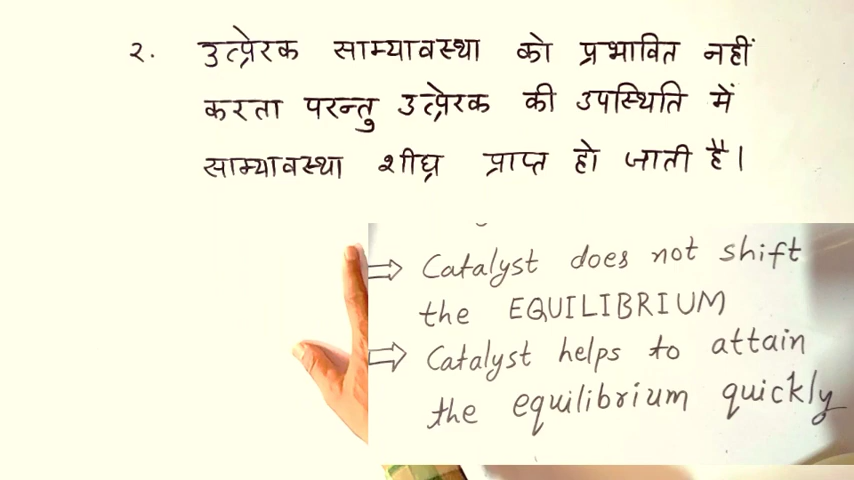 २. उत्प्रेरक साम्यावस्था को प्रभावित नहीं
करता परन्तु उत्प्रेरक की उपस्थिति में
साम्यावस्था शीघ्र प्राप्त हो जाती है।
⇒ Catalyst does not shift
the EQUILIBRIUM
⇒ Catalyst helps to attain
the equilibrium quickly